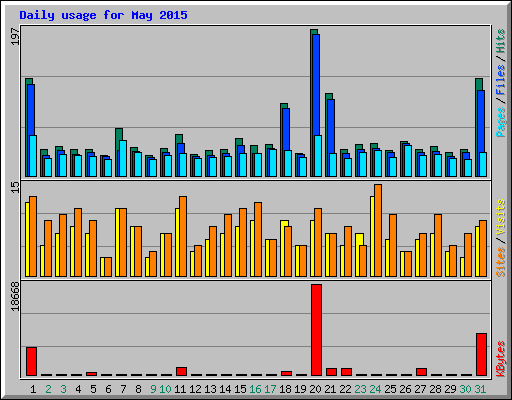 Daily usage for May 2015
197
Pages / Files / Hits
15
Sites / Visits
18668
KBytes
1 2 3 4 5 6 7 8 9 10 11 12 13 14 15 16 17 18 19 20 21 22 23 24 25 26 27 28 29 30 31